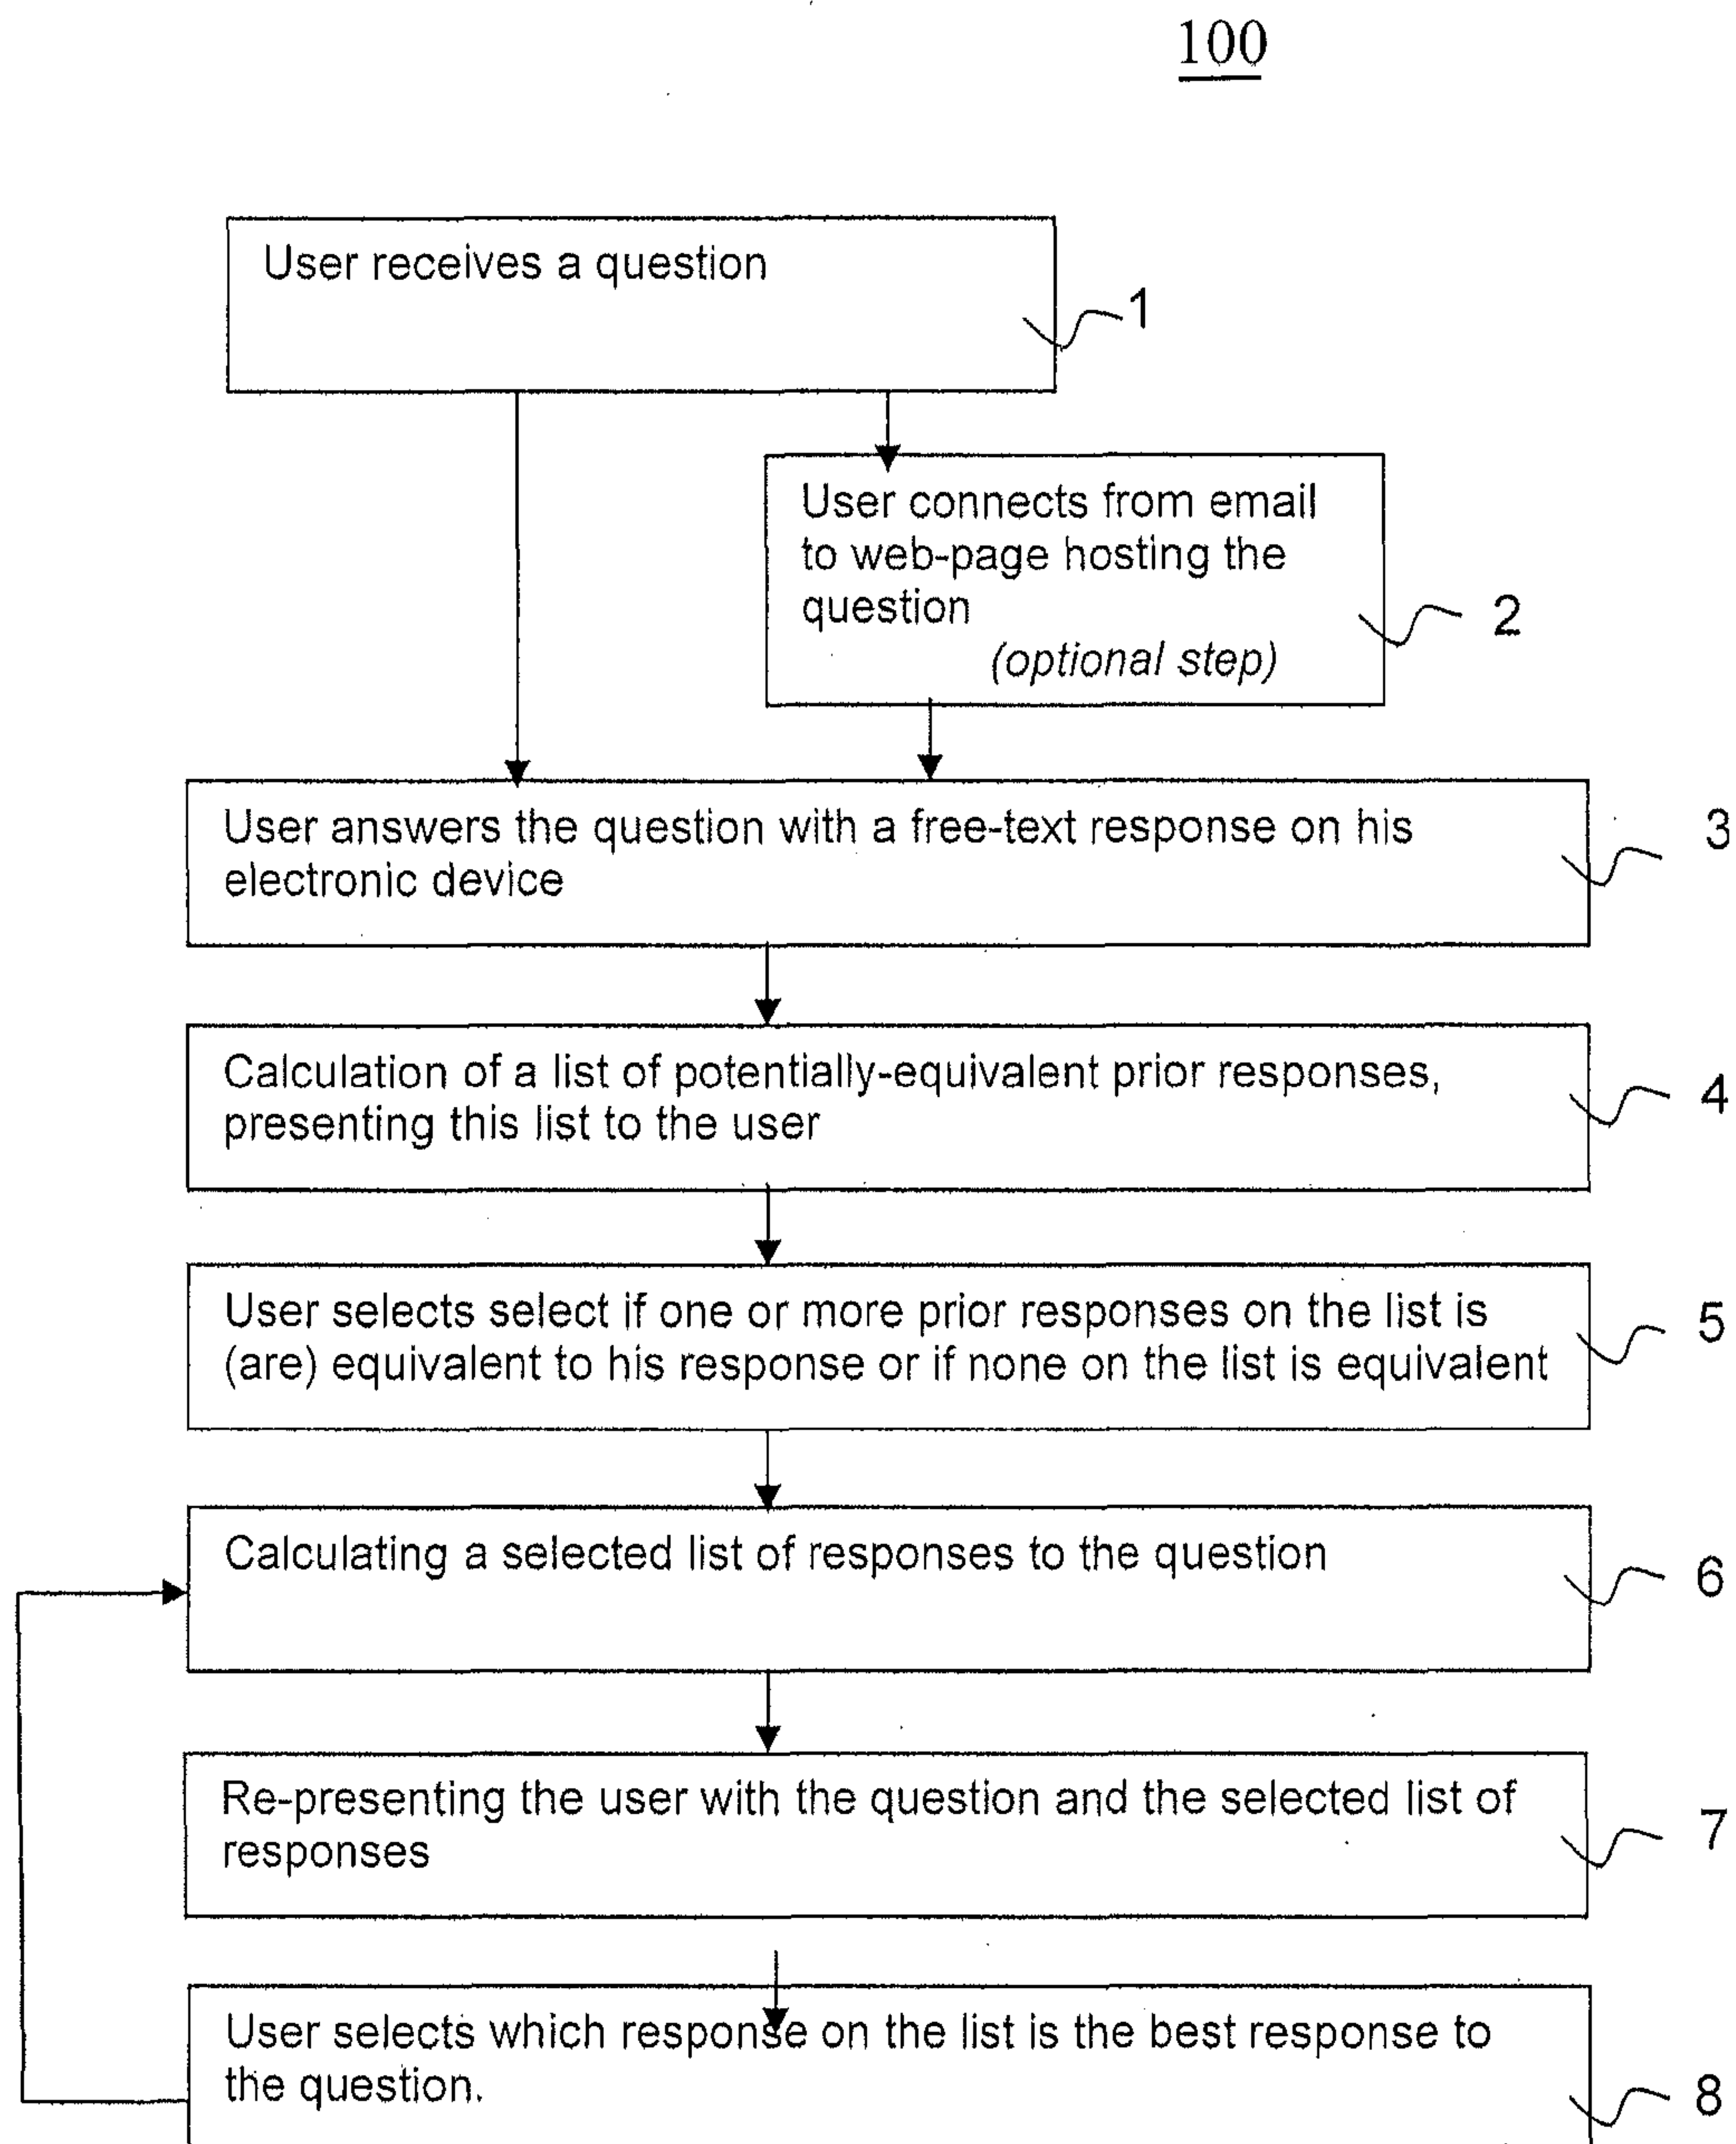 100
User receives a question
1
User connects from email
to web-page hosting the
question
(optional step)
2
User answers the question with a free-text response on his
electronic device
3
Calculation of a list of potentially-equivalent prior responses,
presenting this list to the user
4
User selects select if one or more prior responses on the list is
(are) equivalent to his response or if none on the list is equivalent
5
Calculating a selected list of responses to the question
6
Re-presenting the user with the question and the selected list of
responses
7
User selects which response on the list is the best response to
the question.
8